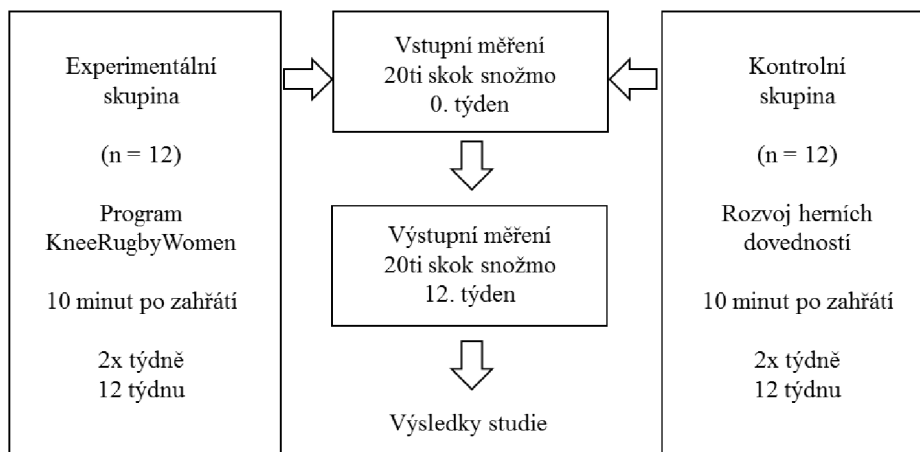 Experimentální
skupina
(n = 12)
Program
KneeRugbyWomen
10 minut po zahřátí
2x týdně
12 týdnu
Vstupní měření
20ti skok snožmo
0. týden
Výstupní měření
20ti skok snožmo
12. týden
Výsledky studie
Kontrolní
skupina
(n = 12)
Rozvoj herních
dovedností
10 minut po zahřátí
2x týdně
12 týdnu